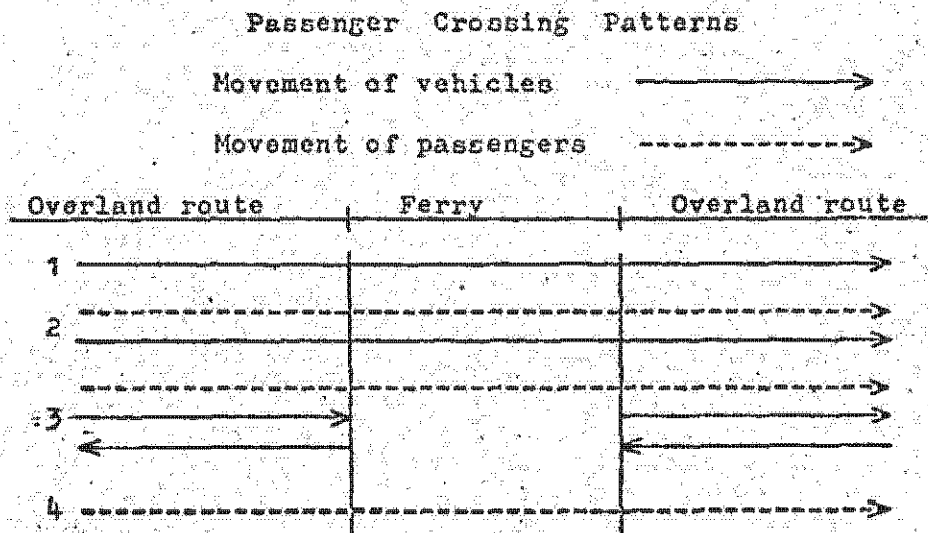 Passenger Crossing Patterns
Movement of vehicles
Movement of passengers
Overland route Ferry Overland route
1
2
3
4